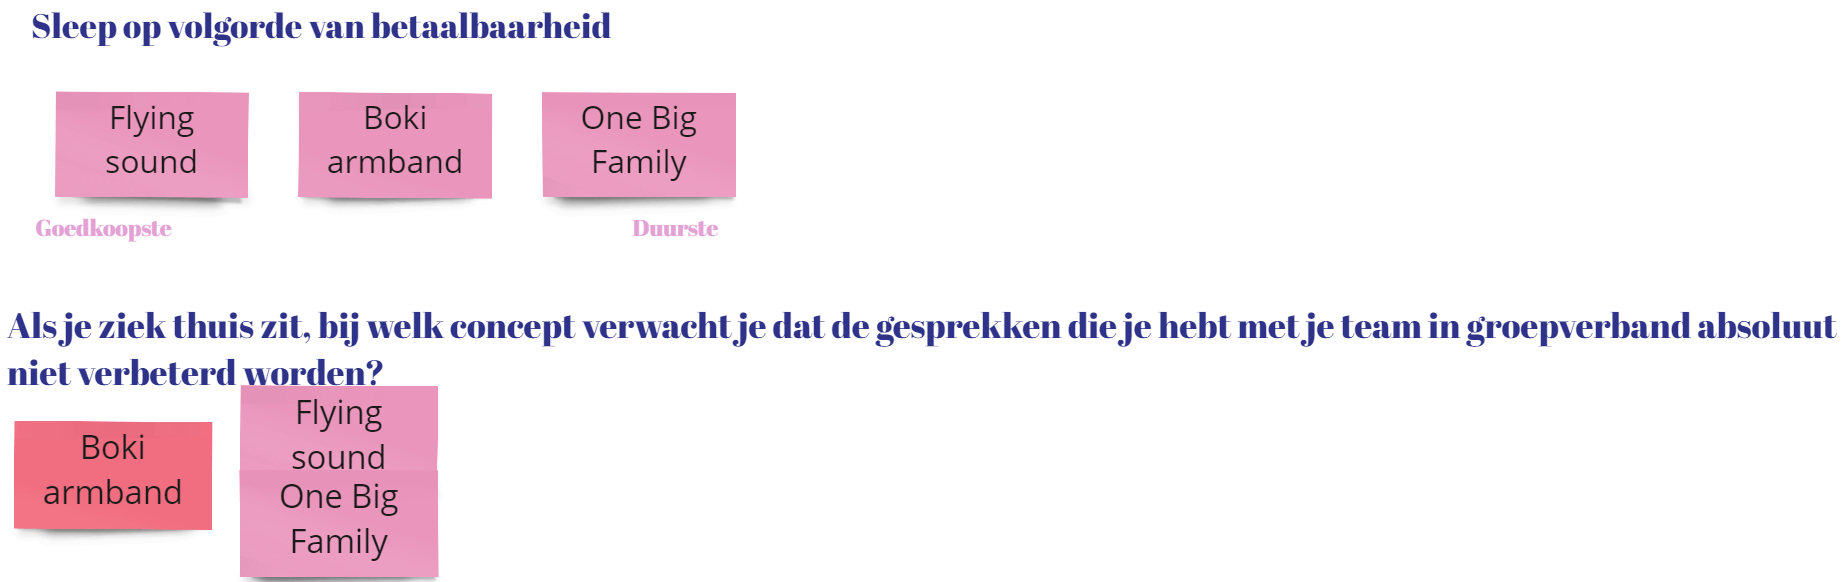 Sleep op volgorde van betaalbaarheid
Flying
sound
Boki
armband
One Big
Family
Goedkoopste
Duurste
Als je ziek thuis zit, bij welk concept verwacht je dat de gesprekken die je hebt met je team in groepverband absoluut
niet verbeterd worden?
Boki
armband
Flying
sound
One Big
Family